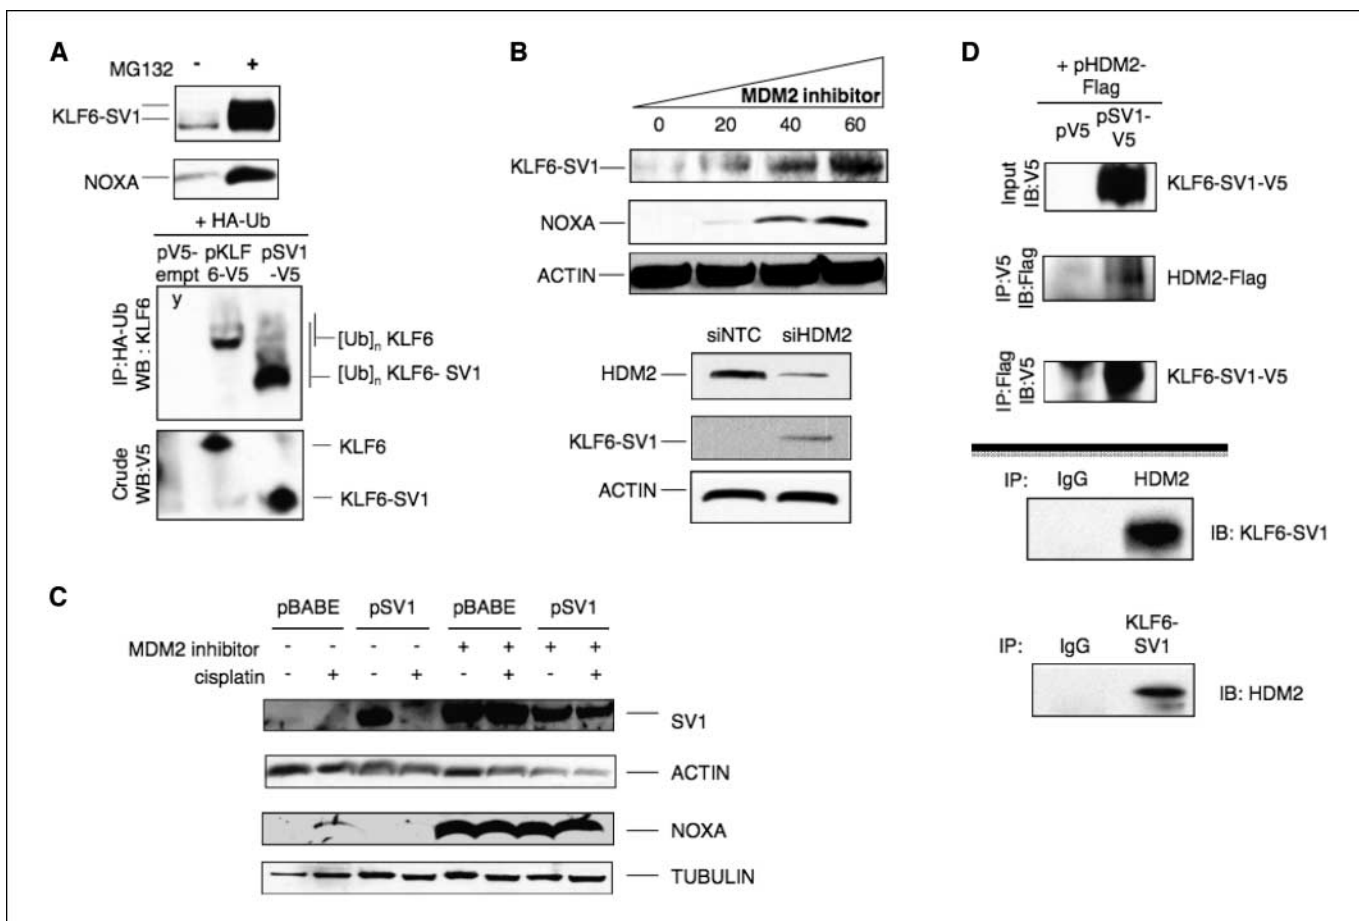 A
MG132 - +
KLF6-SV1
NOXA
+ HA-Ub
pV5- pKLF pSV1
empt 6-V5 -V5
y
IP:HA-Ub
WB : KLF6
[Ub]n KLF6
[Ub]n KLF6- SV1
Crude
WB:V5
KLF6
KLF6-SV1
B
MDM2 inhibitor
0 20 40 60
KLF6-SV1
NOXA
ACTIN
siNTC siHDM2
HDM2
KLF6-SV1
ACTIN
C
pBABE pSV1 pBABE pSV1
MDM2 inhibitor - - - - + + + +
cisplatin - + - + - + - +
SV1
ACTIN
NOXA
TUBULIN
D
+ pHDM2-
Flag
pV5 pSV1-
V5
Input
IB:V5
KLF6-SV1-V5
IP:V5
IB:Flag
HDM2-Flag
IP:Flag
IB:V5
KLF6-SV1-V5
IP: IgG HDM2
IB: KLF6-SV1
KLF6-
IP: IgG SV1
IB: HDM2